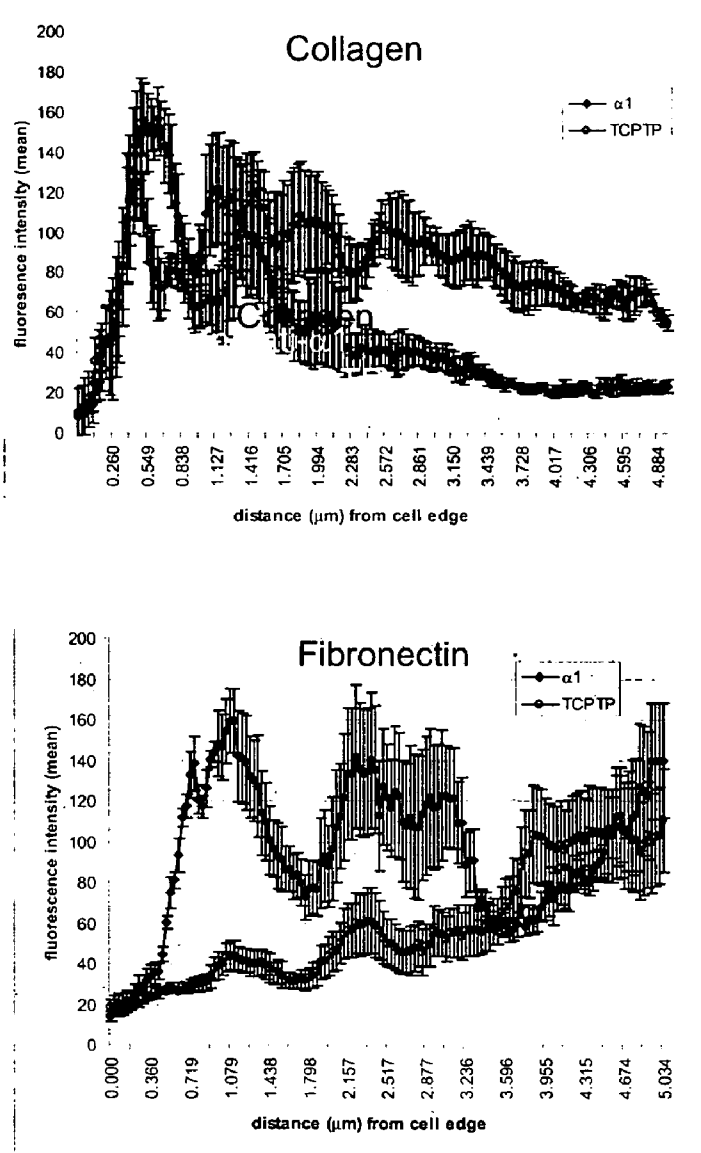 Collagen
200
180
160
140
120
100
80
60
40
20
0
fluoresence intensity (mean)
α1
TCPTP
0.260 0.549 0.838 1.127 1.416 1.705 1.994 2.283 2.572 2.861 3.150 3.439 3.728 4.017 4.306 4.595 4.884
distance (μm) from cell edge
Fibronectin
200
180
160
140
120
100
80
60
40
20
0
fluorescence intensity (mean)
α1
TCPTP
0.000 0.360 0.719 1.079 1.438 1.798 2.157 2.517 2.877 3.236 3.596 3.955 4.315 4.674 5.034
distance (μm) from cell edge